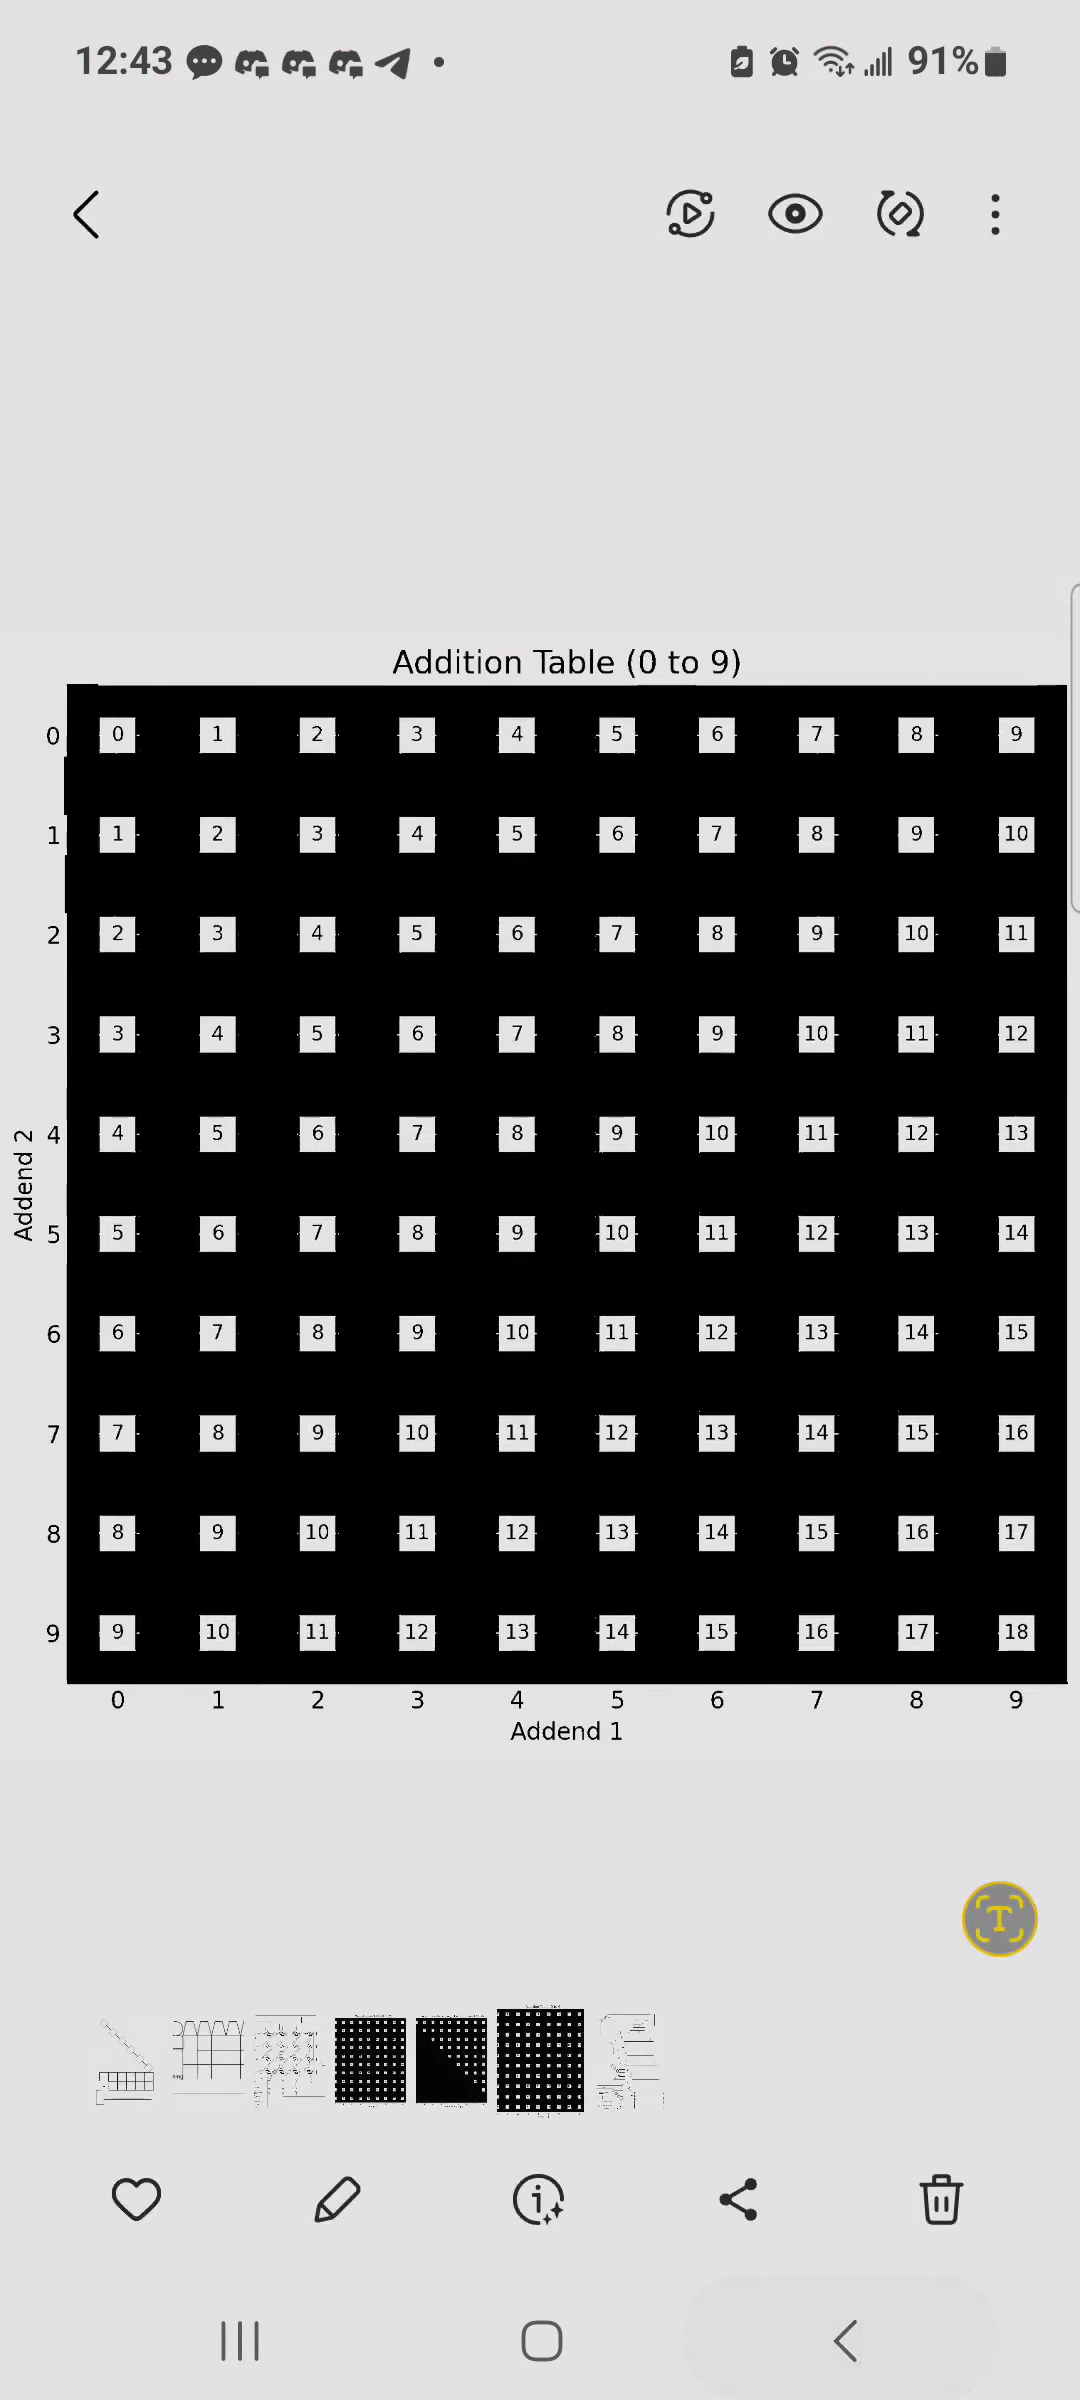 12:43 91%
Addition Table (0 to 9)
0 0 1 2 3 4 5 6 7 8 9
1 1 2 3 4 5 6 7 8 9 10
2 2 3 4 5 6 7 8 9 10 11
3 3 4 5 6 7 8 9 10 11 12
4 4 5 6 7 8 9 10 11 12 13
5 5 6 7 8 9 10 11 12 13 14
6 6 7 8 9 10 11 12 13 14 15
7 7 8 9 10 11 12 13 14 15 16
8 8 9 10 11 12 13 14 15 16 17
9 9 10 11 12 13 14 15 16 17 18
Addend 2
0 1 2 3 4 5 6 7 8 9
Addend 1
T